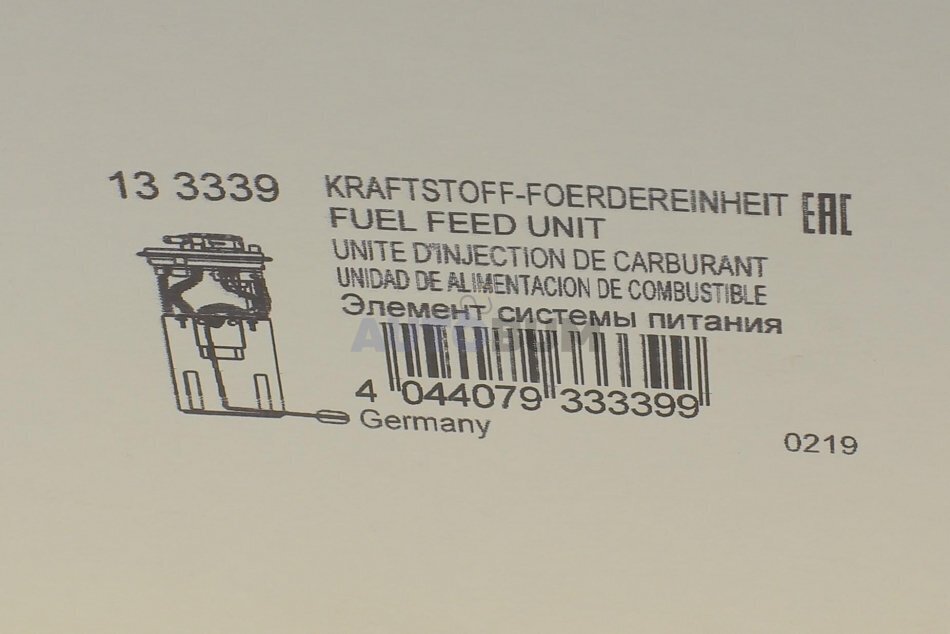 13 3339
KRAFTSTOFF-FOERDEREINHEIT EAC
FUEL FEED UNIT
UNITE D'INJECTION DE CARBURANT
UNIDAD DE ALIMENTACION DE COMBUSTIBLE
Элемент системы питания
AUTOBUM
4 044079 333399
Germany
0219